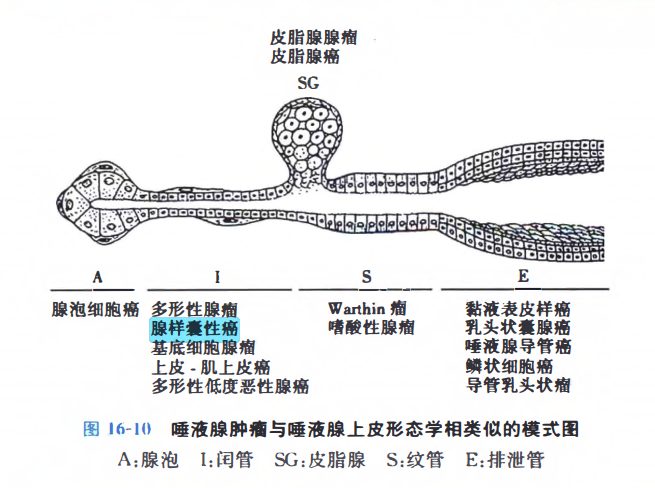 皮脂腺腺瘤
皮脂腺癌
SG
A
I
S
E
腺泡细胞癌
多形性腺瘤
腺样囊性癌
基底细胞腺瘤
上皮-肌上皮癌
多形性低度恶性腺癌
Warthin 瘤
嗜酸性腺瘤
黏液表皮样癌
乳头状囊腺癌
唾液腺导管癌
鳞状细胞癌
导管乳头状瘤
图 16-10 唾液腺肿瘤与唾液腺上皮形态学相类似的模式图
A:腺泡 I:闰管 SG:皮脂腺 S:纹管 E:排泄管